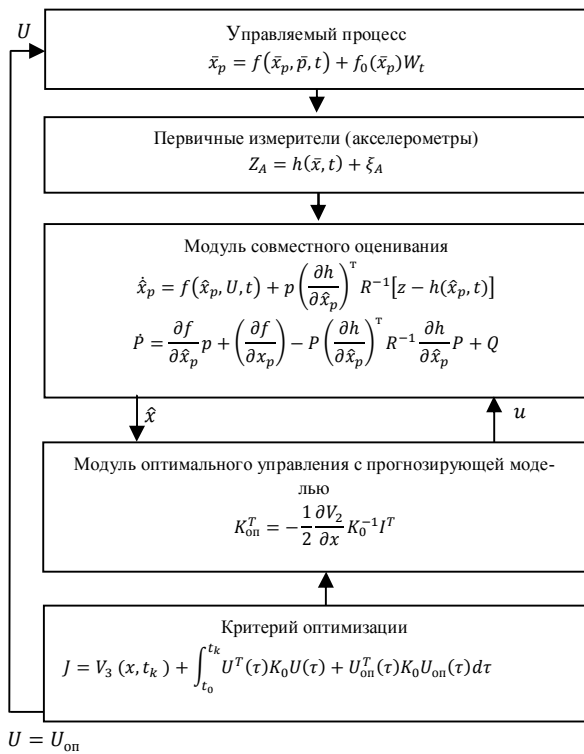 U
Управляемый процесс
x̄_p = f(x̄_p, p̄, t) + f_0(x̄_p)W_t
Первичные измерители (акселерометры)
Z_A = h(x̄, t) + ξ_A
Модуль совместного оценивания
\dot{x̂}_p = f(x̂_p, U, t) + p (∂h/∂x̂_p)^т R^{-1}[z − h(x̂_p, t)]
Ṗ = ∂f/∂x̂_p p + (∂f/∂x_p) − P (∂h/∂x̂_p)^т R^{-1} ∂h/∂x̂_p P + Q
x̂
u
Модуль оптимального управления с прогнозирующей моде-
лью
K_оп^T = −1/2 ∂V_2/∂x K_0^{-1} I^T
Критерий оптимизации
J = V_3 (x, t_k) + ∫_{t_0}^{t_k} U^T(τ)K_0U(τ) + U_оп^T(τ)K_0U_оп(τ)dτ
U = U_оп